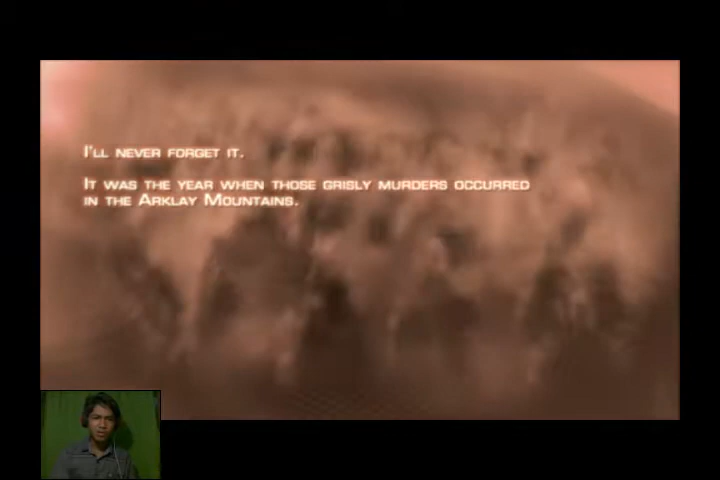 I'll never forget it.
It was the year when those grisly murders occurred
in the Arklay Mountains.